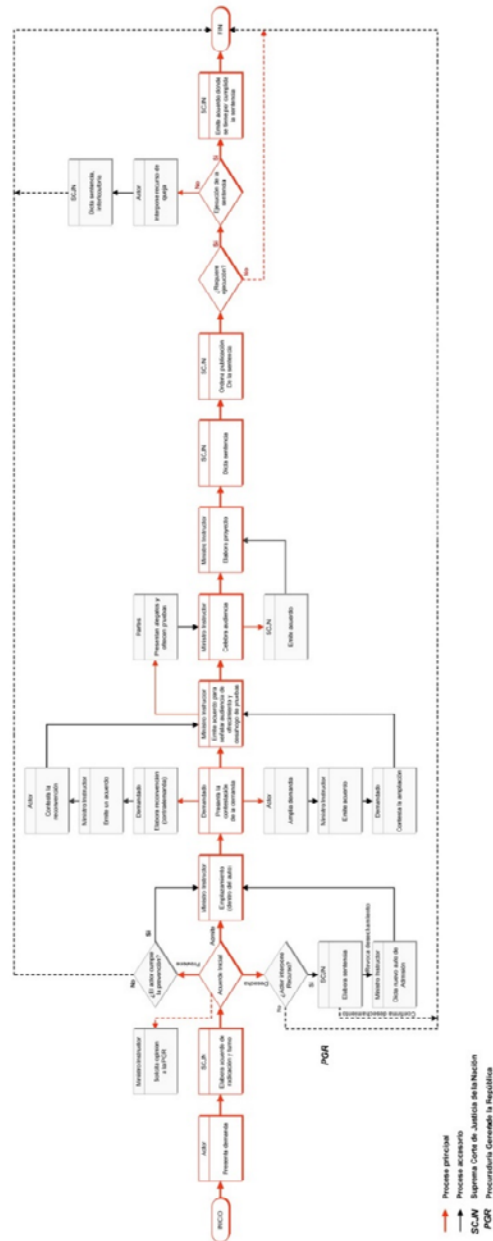 INICIO
Actor
Presenta demanda
SCJN
Elabora acuerdo de
radicación y turno
Ministro Instructor
Solicita opinión
a la PGR
Acuerdo Inicial
Previene
Admite
Desecha
¿El actor cumple
la prevención?
No
Sí
¿Actor interpone
Recurso?
No
Sí
SCJN
Elabora sentencia
Revoca desechamiento
Confirma desechamiento
Ministro Instructor
Dicta nuevo auto de
Admisión
PGR
Ministro Instructor
Emplazamiento
(dentro del auto)
Demandado
Presenta la
contestación
de la demanda
Demandado
Elabora reconvención
(contrademanda)
Ministro Instructor
Emite un acuerdo
Actor
Contesta la
reconvención
Actor
Amplía demanda
Ministro Instructor
Emite acuerdo
Demandado
Contesta la ampliación
Ministro Instructor
Emite acuerdo para
señalar audiencia de
ofrecimiento y
desahogo de pruebas
Partes
Presentan alegatos y
ofrecen pruebas
Ministro Instructor
Celebra audiencia
SCJN
Emite acuerdo
Ministro Instructor
Elabora proyecto
SCJN
Dicta sentencia
SCJN
Ordena publicación
De la sentencia
¿Requiere
ejecución?
No
Sí
Ejecución de la
sentencia
No
Sí
Actor
Interpone recurso de
queja
SCJN
Dicta sentencia,
interlocutoria
SCJN
Emite acuerdo donde
se tiene por cumplida
la sentencia
FIN
Proceso principal
Proceso accesorio
SCJN Suprema Corte de Justicia de la Nación
PGR Procuraduría General de la República